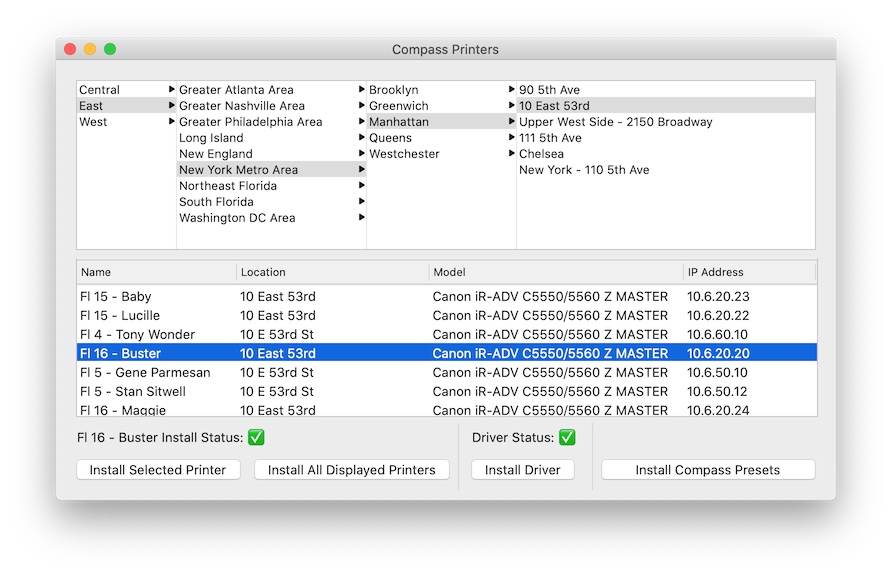 Compass Printers
Central
East
West
Greater Atlanta Area
Greater Nashville Area
Greater Philadelphia Area
Long Island
New England
New York Metro Area
Northeast Florida
South Florida
Washington DC Area
Brooklyn
Greenwich
Manhattan
Queens
Westchester
90 5th Ave
10 East 53rd
Upper West Side - 2150 Broadway
111 5th Ave
Chelsea
New York - 110 5th Ave
Name Location Model IP Address
Fl 15 - Baby 10 East 53rd Canon iR-ADV C5550/5560 Z MASTER 10.6.20.23
Fl 15 - Lucille 10 East 53rd Canon iR-ADV C5550/5560 Z MASTER 10.6.20.22
Fl 4 - Tony Wonder 10 E 53rd St Canon iR-ADV C5550/5560 Z MASTER 10.6.60.10
Fl 16 - Buster 10 East 53rd Canon iR-ADV C5550/5560 Z MASTER 10.6.20.20
Fl 5 - Gene Parmesan 10 E 53rd St Canon iR-ADV C5550/5560 Z MASTER 10.6.50.10
Fl 5 - Stan Sitwell 10 E 53rd St Canon iR-ADV C5550/5560 Z MASTER 10.6.50.12
Fl 16 - Maggie 10 East 53rd Canon iR-ADV C5550/5560 Z MASTER 10.6.20.24
Fl 16 - Buster Install Status: Driver Status:
Install Selected Printer Install All Displayed Printers Install Driver Install Compass Presets